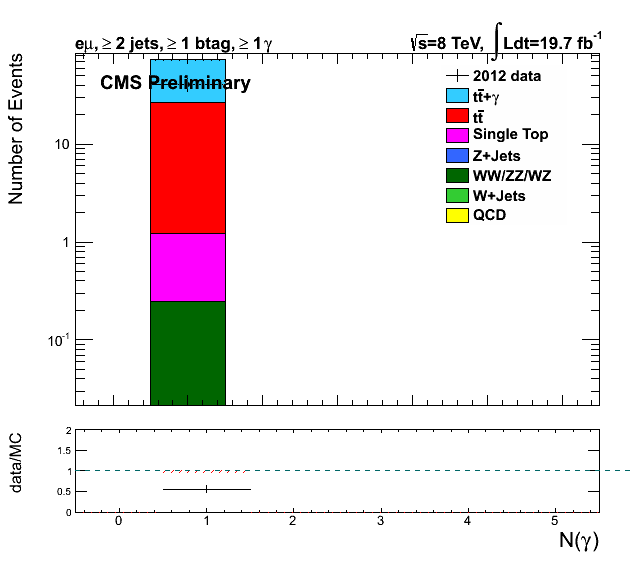 eμ, ≥ 2 jets, ≥ 1 btag, ≥ 1 γ
√s=8 TeV, ∫Ldt=19.7 fb⁻¹
CMS Preliminary
2012 data
tt̄+γ
tt̄
Single Top
Z+Jets
WW/ZZ/WZ
W+Jets
QCD
Number of Events
10
1
10⁻¹
data/MC
2
1.5
1
0.5
0
0 1 2 3 4 5
N(γ)